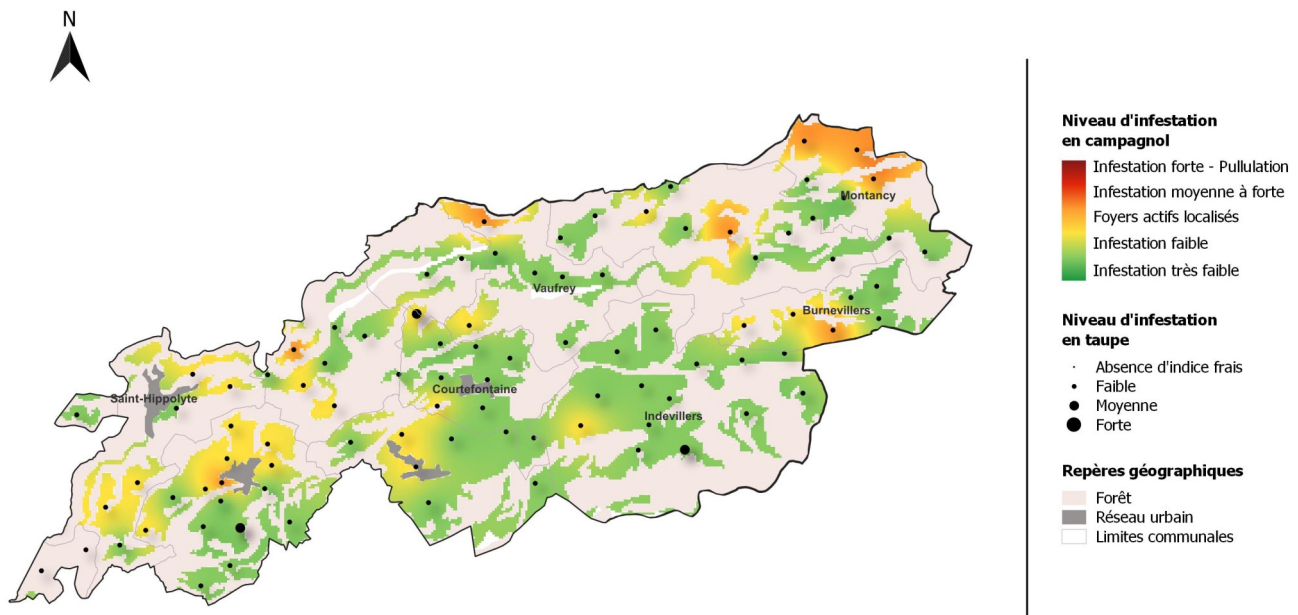 N
Montancy
Vaufrey
Burnevillers
Saint-Hippolyte
Courtefontaine
Indevillers
Niveau d'infestation
en campagnol
Infestation forte - Pullulation
Infestation moyenne à forte
Foyers actifs localisés
Infestation faible
Infestation très faible
Niveau d'infestation
en taupe
Absence d'indice frais
Faible
Moyenne
Forte
Repères géographiques
Forêt
Réseau urbain
Limites communales